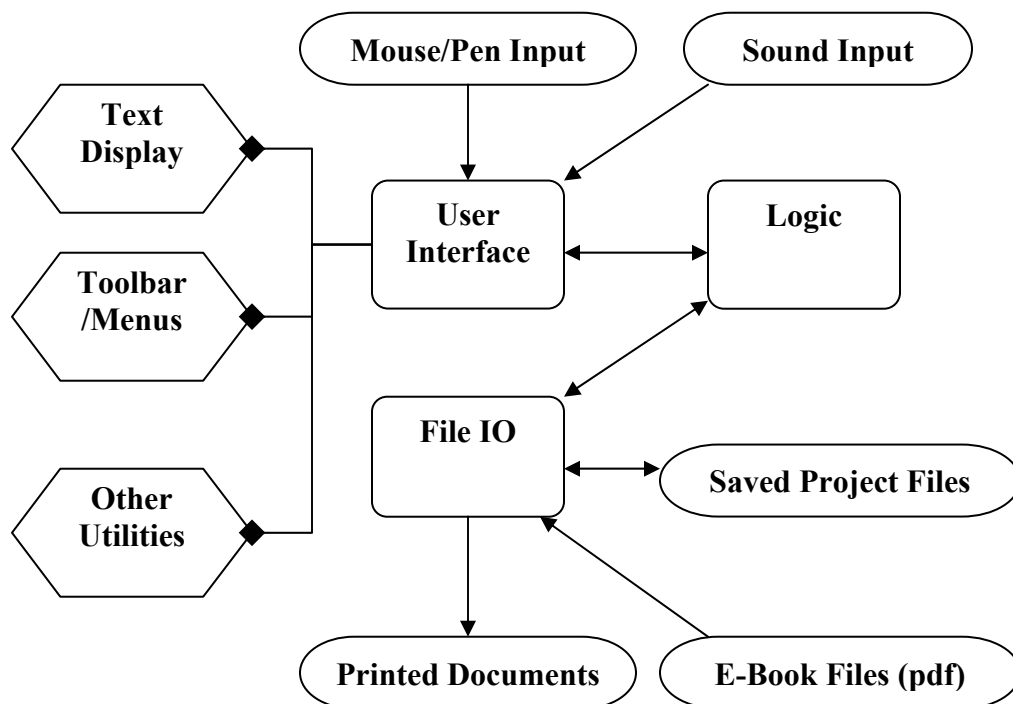 Mouse/Pen Input
Sound Input
Text
Display
User
Interface
Logic
Toolbar
/Menus
File IO
Saved Project Files
Other
Utilities
Printed Documents
E-Book Files (pdf)